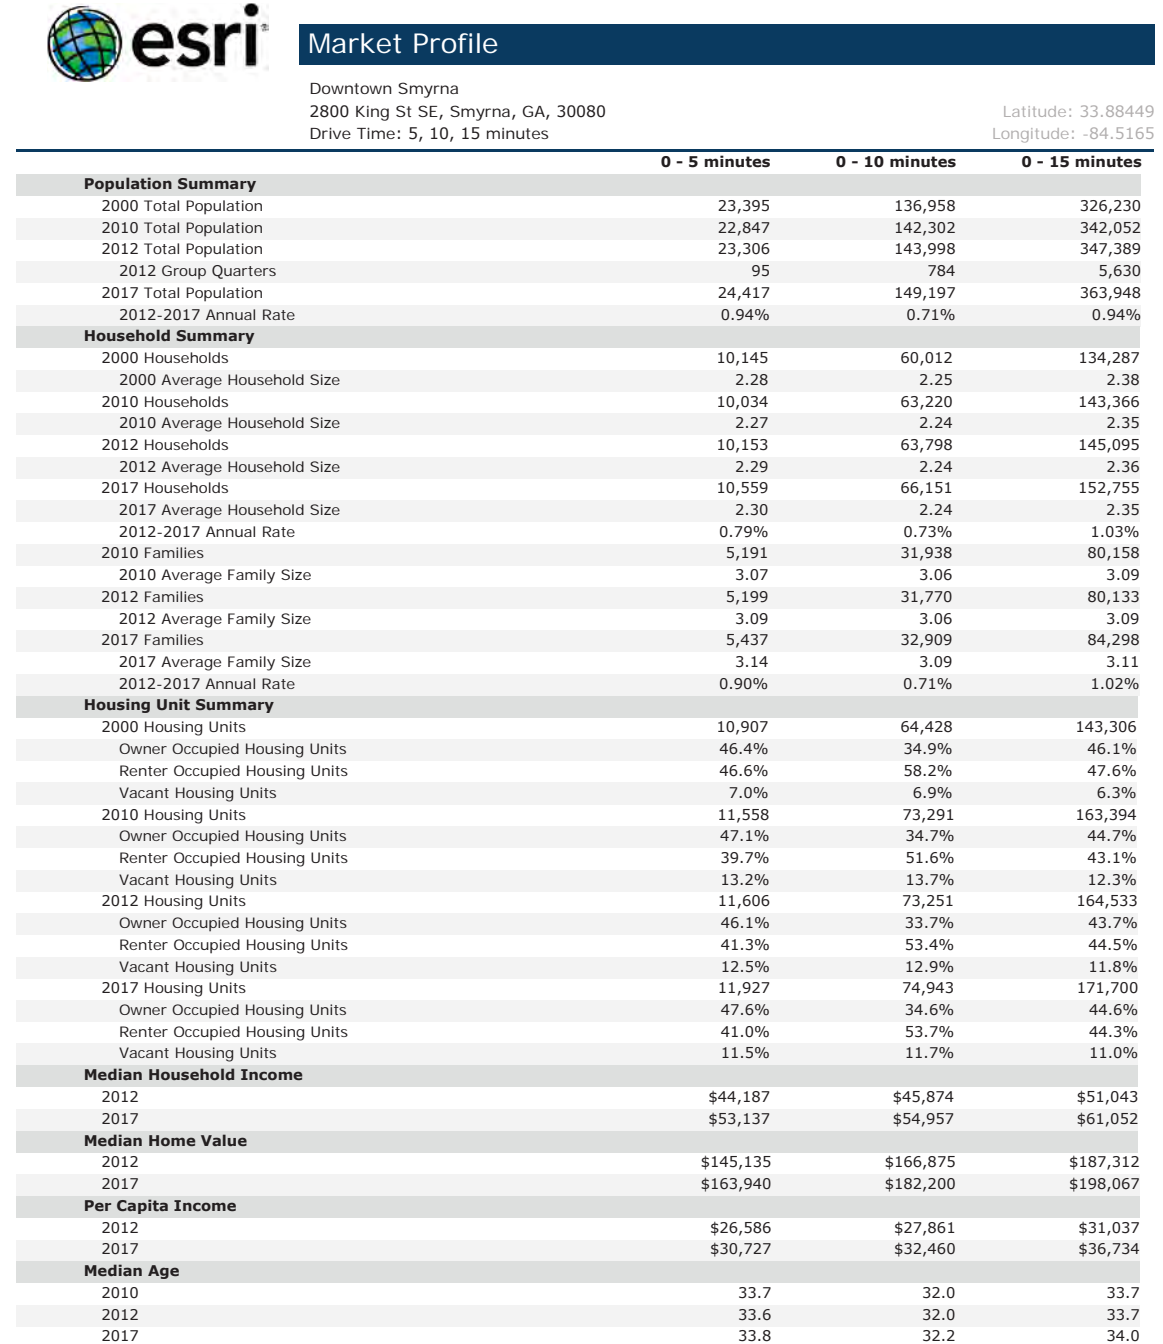 esri®
Market Profile
Downtown Smyrna
2800 King St SE, Smyrna, GA, 30080 Latitude: 33.88449
Drive Time: 5, 10, 15 minutes Longitude: -84.5165
0 - 5 minutes 0 - 10 minutes 0 - 15 minutes
Population Summary
2000 Total Population 23,395 136,958 326,230
2010 Total Population 22,847 142,302 342,052
2012 Total Population 23,306 143,998 347,389
2012 Group Quarters 95 784 5,630
2017 Total Population 24,417 149,197 363,948
2012-2017 Annual Rate 0.94% 0.71% 0.94%
Household Summary
2000 Households 10,145 60,012 134,287
2000 Average Household Size 2.28 2.25 2.38
2010 Households 10,034 63,220 143,366
2010 Average Household Size 2.27 2.24 2.35
2012 Households 10,153 63,798 145,095
2012 Average Household Size 2.29 2.24 2.36
2017 Households 10,559 66,151 152,755
2017 Average Household Size 2.30 2.24 2.35
2012-2017 Annual Rate 0.79% 0.73% 1.03%
2010 Families 5,191 31,938 80,158
2010 Average Family Size 3.07 3.06 3.09
2012 Families 5,199 31,770 80,133
2012 Average Family Size 3.09 3.06 3.09
2017 Families 5,437 32,909 84,298
2017 Average Family Size 3.14 3.09 3.11
2012-2017 Annual Rate 0.90% 0.71% 1.02%
Housing Unit Summary
2000 Housing Units 10,907 64,428 143,306
Owner Occupied Housing Units 46.4% 34.9% 46.1%
Renter Occupied Housing Units 46.6% 58.2% 47.6%
Vacant Housing Units 7.0% 6.9% 6.3%
2010 Housing Units 11,558 73,291 163,394
Owner Occupied Housing Units 47.1% 34.7% 44.7%
Renter Occupied Housing Units 39.7% 51.6% 43.1%
Vacant Housing Units 13.2% 13.7% 12.3%
2012 Housing Units 11,606 73,251 164,533
Owner Occupied Housing Units 46.1% 33.7% 43.7%
Renter Occupied Housing Units 41.3% 53.4% 44.5%
Vacant Housing Units 12.5% 12.9% 11.8%
2017 Housing Units 11,927 74,943 171,700
Owner Occupied Housing Units 47.6% 34.6% 44.6%
Renter Occupied Housing Units 41.0% 53.7% 44.3%
Vacant Housing Units 11.5% 11.7% 11.0%
Median Household Income
2012 $44,187 $45,874 $51,043
2017 $53,137 $54,957 $61,052
Median Home Value
2012 $145,135 $166,875 $187,312
2017 $163,940 $182,200 $198,067
Per Capita Income
2012 $26,586 $27,861 $31,037
2017 $30,727 $32,460 $36,734
Median Age
2010 33.7 32.0 33.7
2012 33.6 32.0 33.7
2017 33.8 32.2 34.0